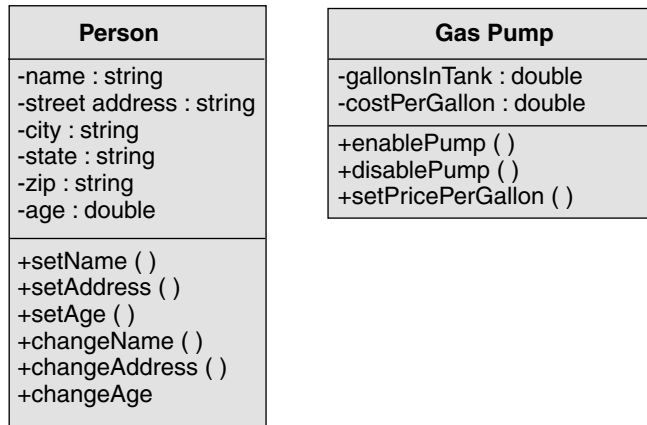 Person
-name : string
-street address : string
-city : string
-state : string
-zip : string
-age : double
+setName ( )
+setAddress ( )
+setAge ( )
+changeName ( )
+changeAddress ( )
+changeAge
Gas Pump
-gallonsInTank : double
-costPerGallon : double
+enablePump ( )
+disablePump ( )
+setPricePerGallon ( )